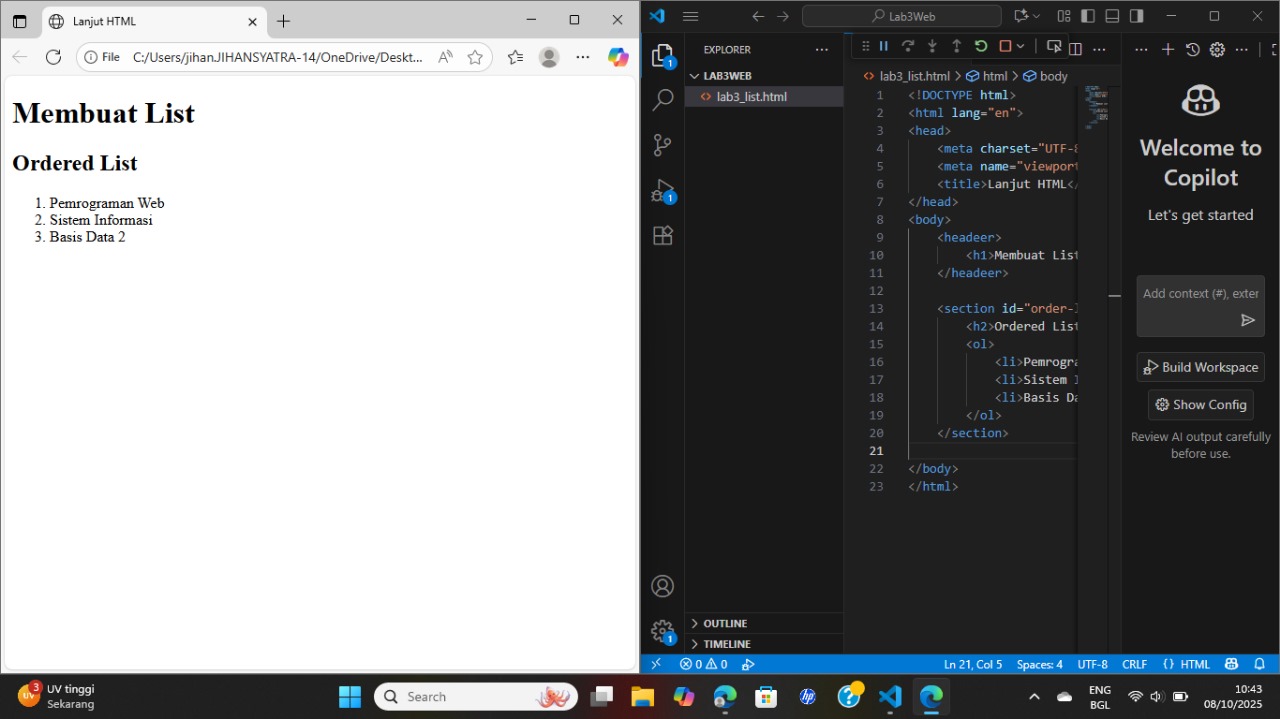 Lanjut HTML
File C:/Users/jihan.JIHANSYATRA-14/OneDrive/Deskt...
Membuat List
Ordered List
1. Pemrograman Web
2. Sistem Informasi
3. Basis Data 2
Lab3Web
EXPLORER
LAB3WEB
lab3_list.html
OUTLINE
TIMELINE
1
1
1
lab3_list.html > html > body
1 <!DOCTYPE html>
2 <html lang="en">
3 <head>
4 <meta charset="UTF-8
5 <meta name="viewport
6 <title>Lanjut HTML</
7 </head>
8 <body>
9 <headeer>
10 <h1>Membuat List
11 </headeer>
12
13 <section id="order-l
14 <h2>Ordered List
15 <ol>
16 <li>Pemrogra
17 <li>Sistem I
18 <li>Basis Da
19 </ol>
20 </section>
21
22 </body>
23 </html>
Welcome to
Copilot
Let's get started
Add context (#), exter
Build Workspace
Show Config
Review AI output carefully
before use.
0 0 Ln 21, Col 5 Spaces: 4 UTF-8 CRLF {} HTML
3
UV
UV tinggi
Sekarang
Search
hp
ENG
BGL
10:43
08/10/2025